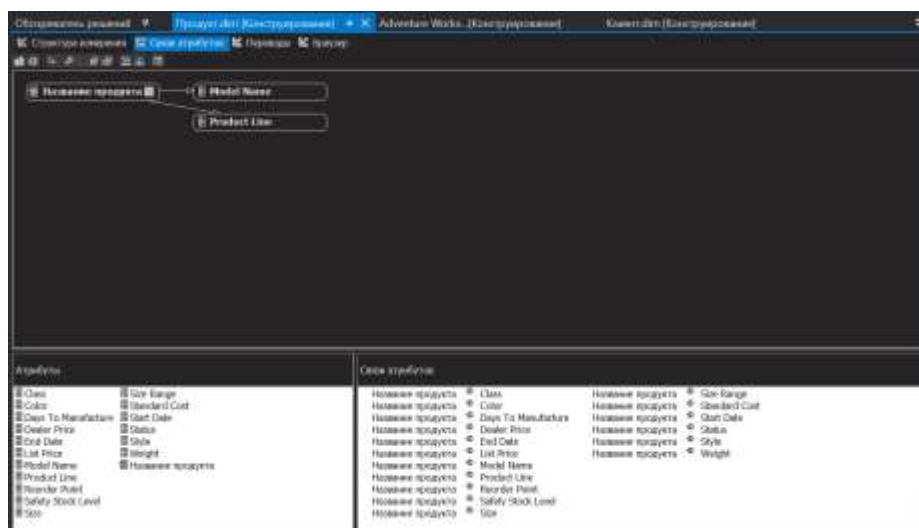 Обозреватель решений
Продукт.dim [Конструирование]
Adventure Works...[Конструирование]
Клиент.dim [Конструирование]
Структура измерения
Связи атрибутов
Переводы
Браузер
Название продукта
Model Name
Product Line
Атрибуты
Class
Color
Days To Manufacture
Dealer Price
End Date
List Price
Model Name
Product Line
Reorder Point
Safety Stock Level
Size
Size Range
Standard Cost
Start Date
Status
Style
Weight
Название продукта
Связи атрибутов
Название продукта Class
Название продукта Color
Название продукта Days To Manufacture
Название продукта Dealer Price
Название продукта End Date
Название продукта List Price
Название продукта Model Name
Название продукта Product Line
Название продукта Reorder Point
Название продукта Safety Stock Level
Название продукта Size
Название продукта Size Range
Название продукта Standard Cost
Название продукта Start Date
Название продукта Status
Название продукта Style
Название продукта Weight